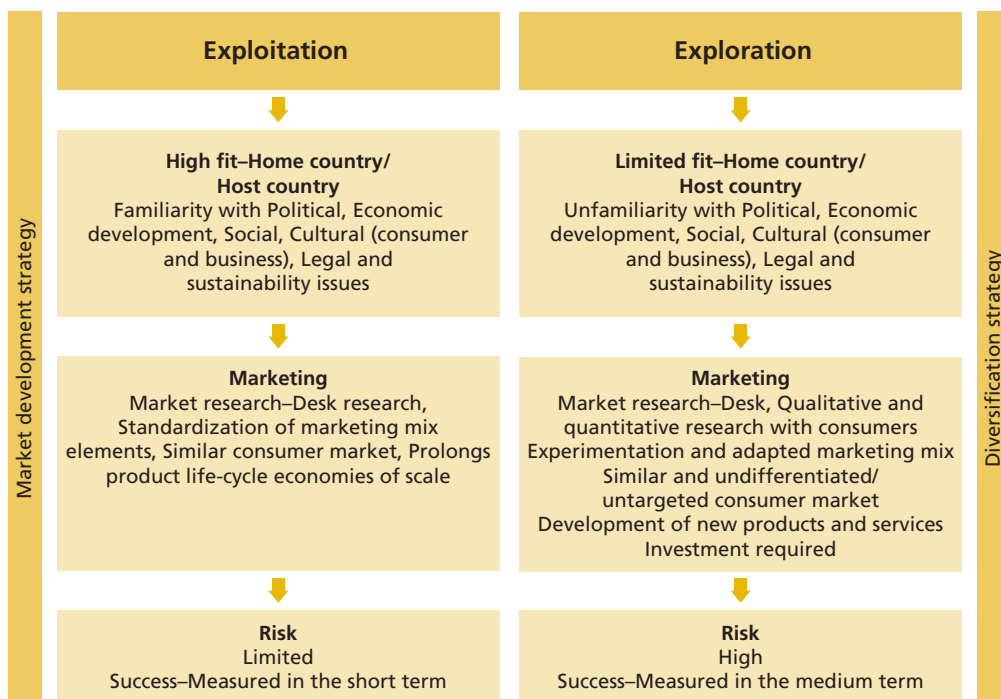 Market development strategy
Exploitation
High fit–Home country/
Host country
Familiarity with Political, Economic
development, Social, Cultural (consumer
and business), Legal and
sustainability issues
Marketing
Market research–Desk research,
Standardization of marketing mix
elements, Similar consumer market, Prolongs
product life-cycle economies of scale
Risk
Limited
Success–Measured in the short term
Exploration
Limited fit–Home country/
Host country
Unfamiliarity with Political, Economic
development, Social, Cultural (consumer
and business), Legal and
sustainability issues
Marketing
Market research–Desk, Qualitative and
quantitative research with consumers
Experimentation and adapted marketing mix
Similar and undifferentiated/
untargeted consumer market
Development of new products and services
Investment required
Risk
High
Success–Measured in the medium term
Diversification strategy